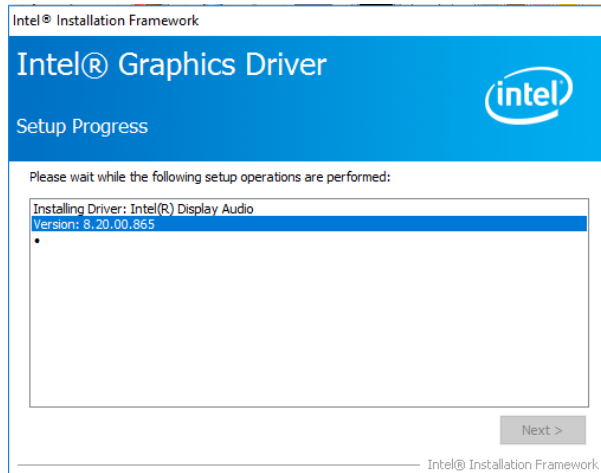 Intel® Installation Framework
Intel® Graphics Driver
intel
Setup Progress
Please wait while the following setup operations are performed:
Installing Driver: Intel(R) Display Audio
Version: 8.20.00.865
•
Next >
Intel® Installation Framework